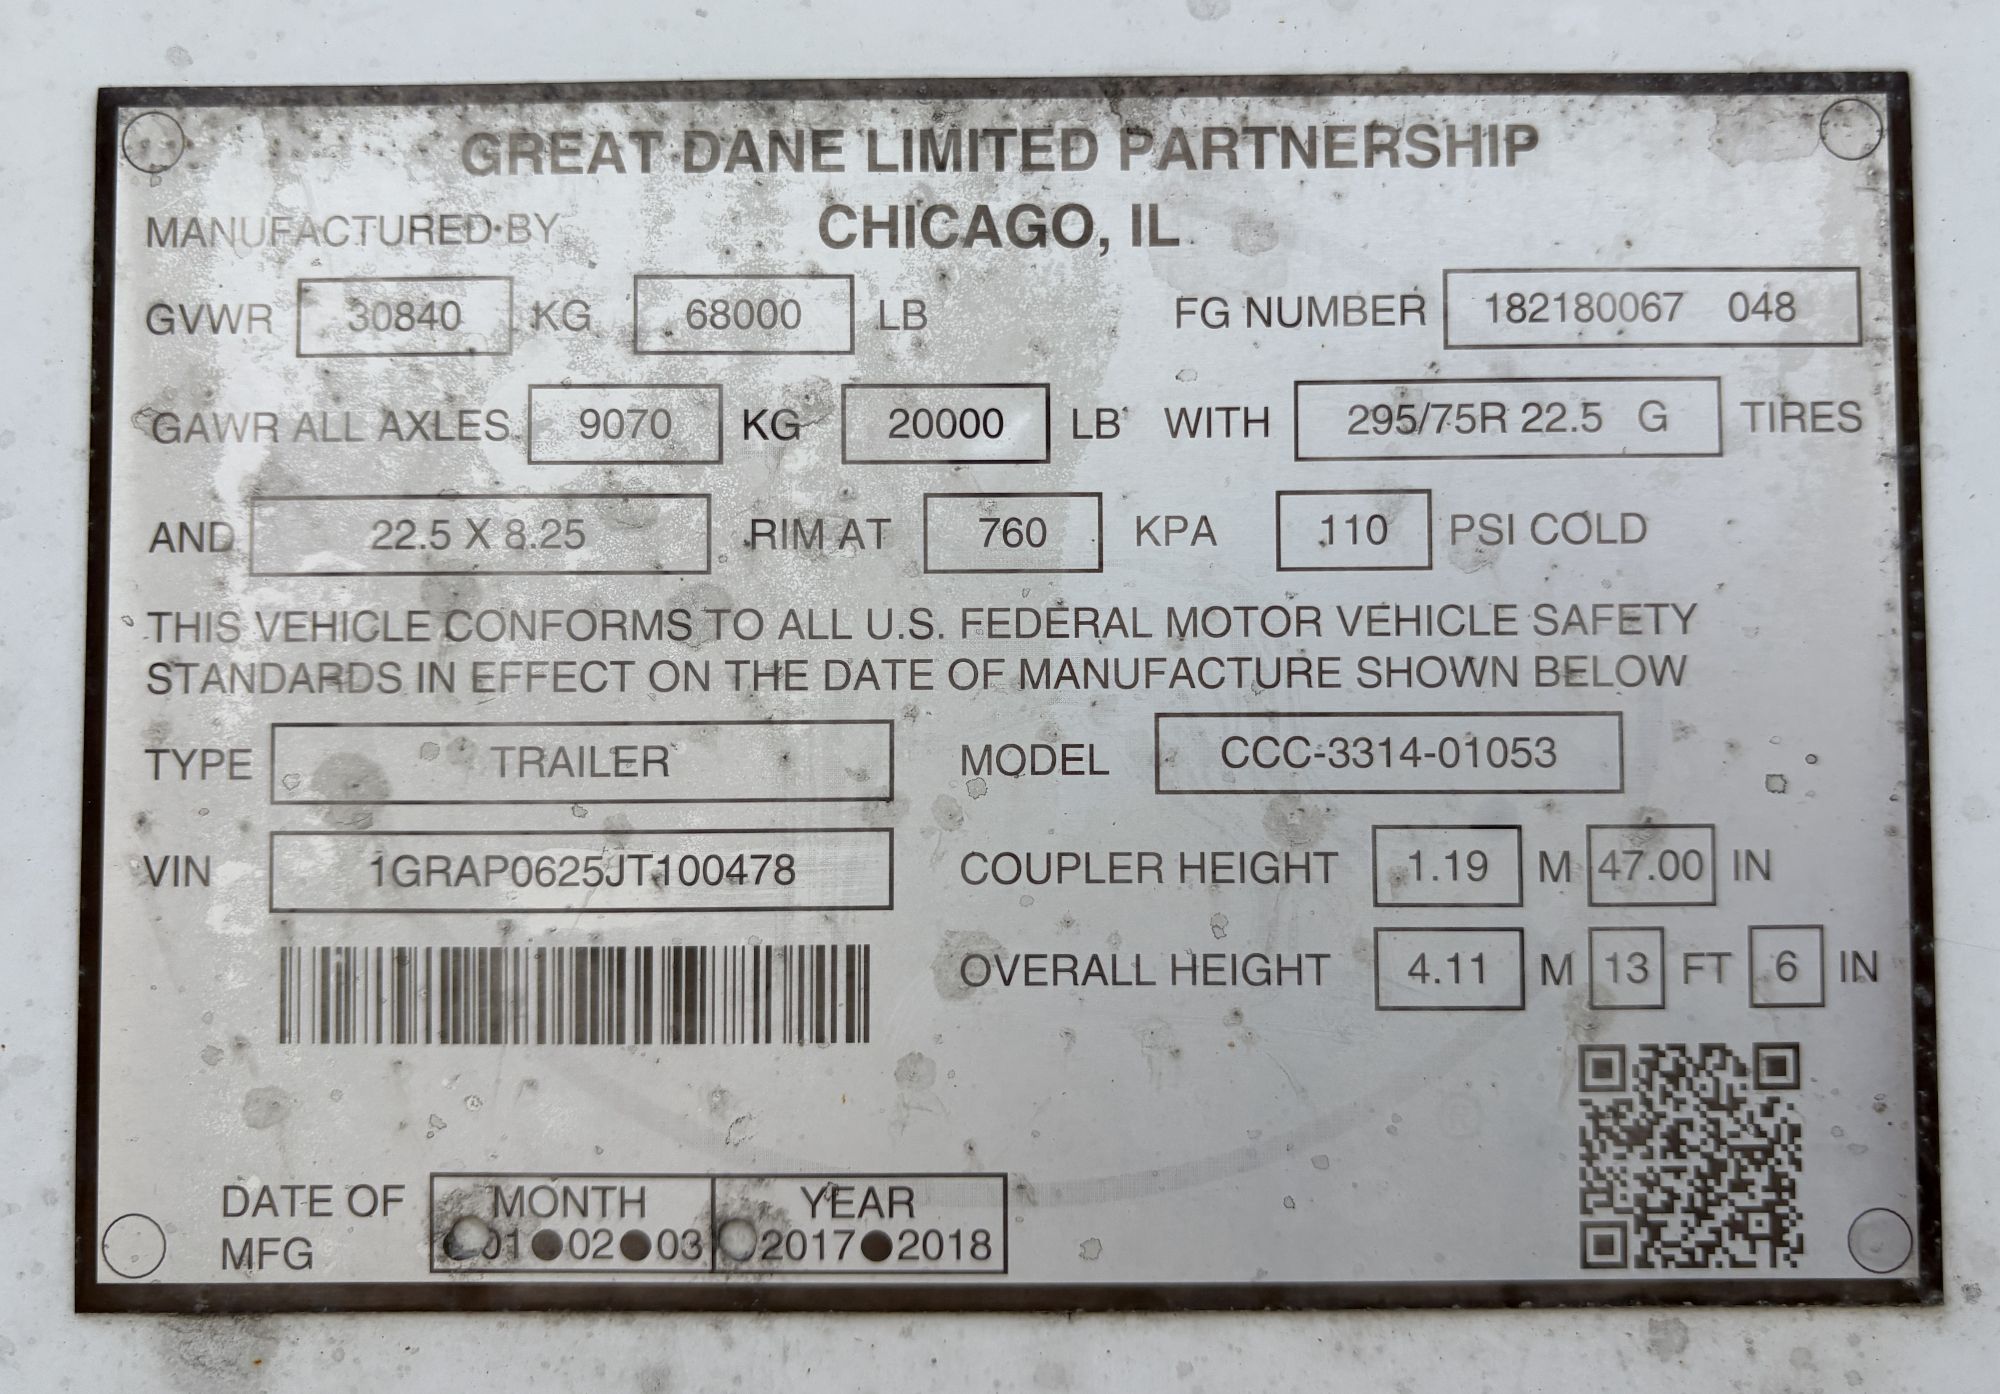 GREAT DANE LIMITED PARTNERSHIP
MANUFACTURED BY CHICAGO, IL
GVWR 30840 KG 68000 LB FG NUMBER 182180067 048
GAWR ALL AXLES 9070 KG 20000 LB WITH 295/75R 22.5 G TIRES
AND 22.5 X 8.25 RIM AT 760 KPA 110 PSI COLD
THIS VEHICLE CONFORMS TO ALL U.S. FEDERAL MOTOR VEHICLE SAFETY
STANDARDS IN EFFECT ON THE DATE OF MANUFACTURE SHOWN BELOW
TYPE TRAILER MODEL CCC-3314-01053
VIN 1GRAP0625JT100478 COUPLER HEIGHT 1.19 M 47.00 IN
OVERALL HEIGHT 4.11 M 13 FT 6 IN
DATE OF MONTH YEAR
MFG 01 02 03 2017 2018